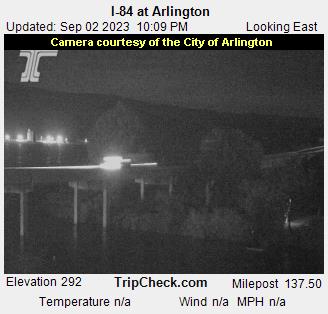 I-84 at Arlington
Updated: Sep 02 2023 10:09 PM Looking East
Camera courtesy of the City of Arlington
Elevation 292 TripCheck.com Milepost 137.50
Temperature n/a Wind n/a MPH n/a